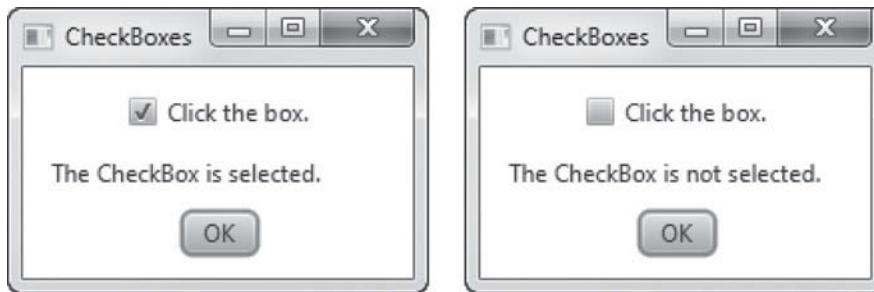 CheckBoxes
Click the box.
The CheckBox is selected.
OK
CheckBoxes
Click the box.
The CheckBox is not selected.
OK